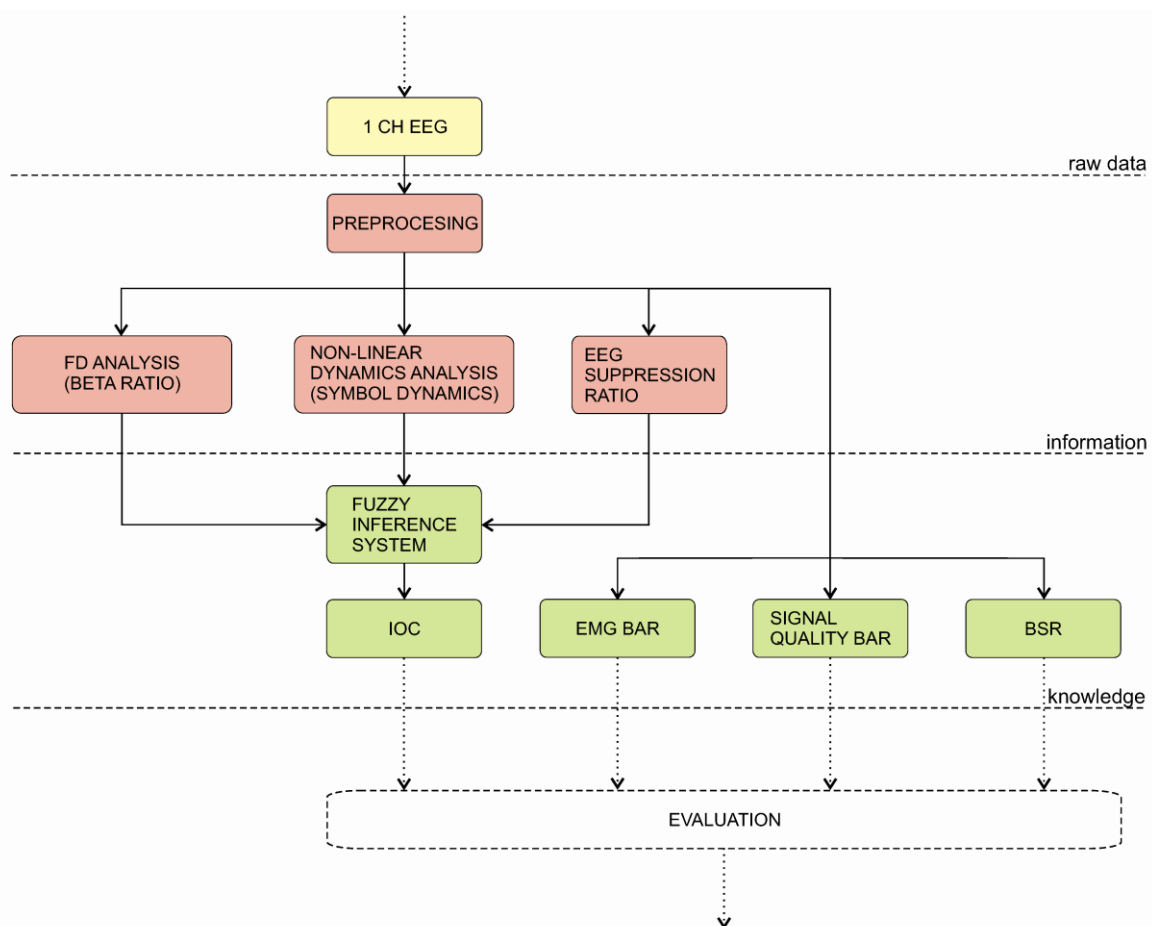 1 CH EEG
raw data
PREPROCESING
FD ANALYSIS
(BETA RATIO)
NON-LINEAR
DYNAMICS ANALYSIS
(SYMBOL DYNAMICS)
EEG
SUPPRESSION
RATIO
information
FUZZY
INFERENCE
SYSTEM
IOC
EMG BAR
SIGNAL
QUALITY BAR
BSR
knowledge
EVALUATION